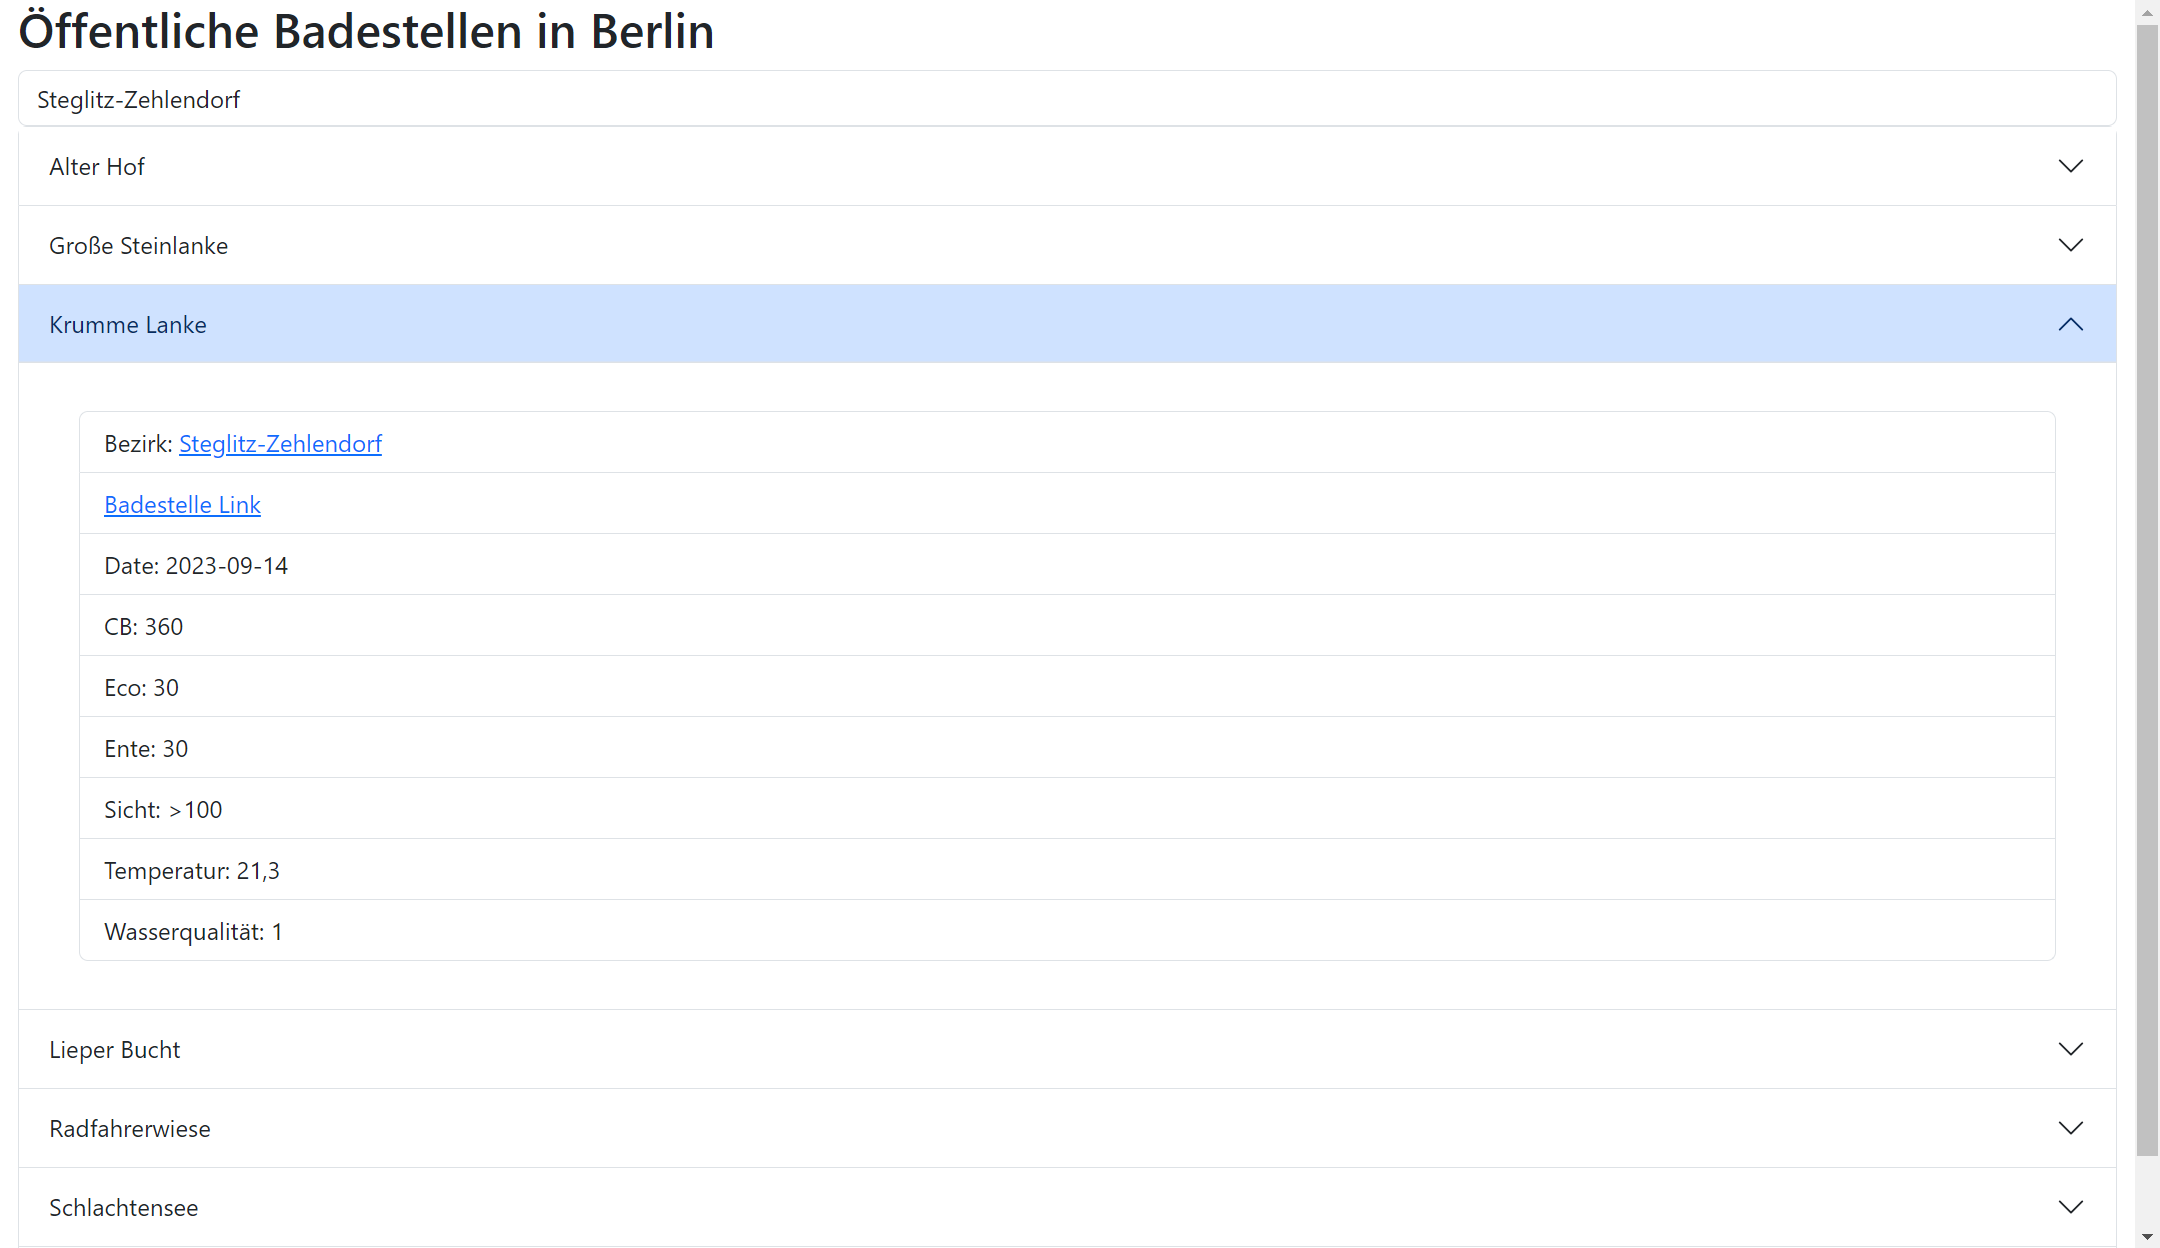 Öffentliche Badestellen in Berlin
Steglitz-Zehlendorf
Alter Hof
Große Steinlanke
Krumme Lanke
Bezirk: Steglitz-Zehlendorf
Badestelle Link
Date: 2023-09-14
CB: 360
Eco: 30
Ente: 30
Sicht: >100
Temperatur: 21,3
Wasserqualität: 1
Lieper Bucht
Radfahrerwiese
Schlachtensee